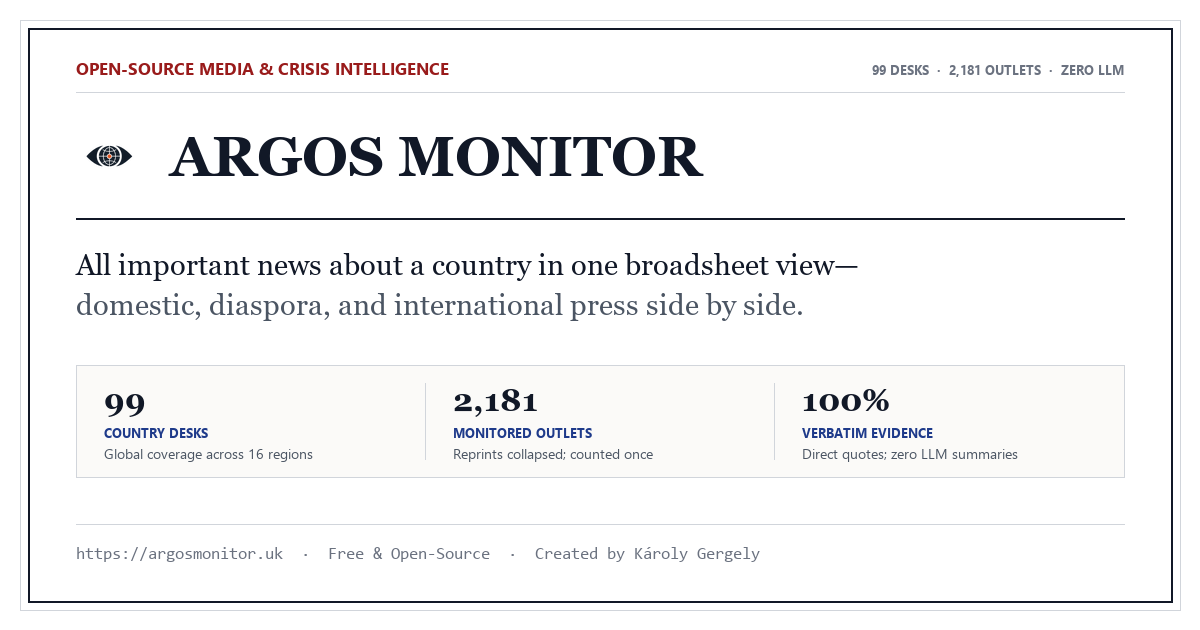 OPEN-SOURCE MEDIA & CRISIS INTELLIGENCE
99 DESKS · 2,181 OUTLETS · ZERO LLM
ARGOS MONITOR
All important news about a country in one broadsheet view—
domestic, diaspora, and international press side by side.
99
COUNTRY DESKS
Global coverage across 16 regions
2,181
MONITORED OUTLETS
Reprints collapsed; counted once
100%
VERBATIM EVIDENCE
Direct quotes; zero LLM summaries
https://argosmonitor.uk · Free & Open-Source · Created by Károly Gergely